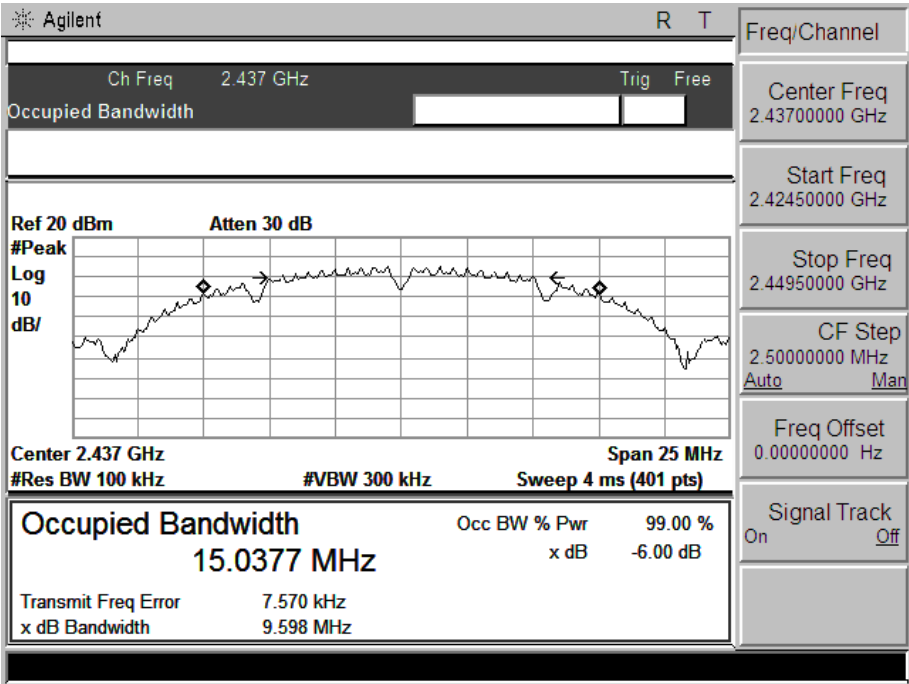 Agilent R T
Ch Freq 2.437 GHz Trig Free
Occupied Bandwidth
Ref 20 dBm Atten 30 dB
#Peak
Log
10
dB/
Center 2.437 GHz Span 25 MHz
#Res BW 100 kHz #VBW 300 kHz Sweep 4 ms (401 pts)
Occupied Bandwidth Occ BW % Pwr 99.00 %
15.0377 MHz x dB -6.00 dB
Transmit Freq Error 7.570 kHz
x dB Bandwidth 9.598 MHz
Freq/Channel
Center Freq
2.43700000 GHz
Start Freq
2.42450000 GHz
Stop Freq
2.44950000 GHz
CF Step
2.50000000 MHz
Auto Man
Freq Offset
0.00000000 Hz
Signal Track
On Off